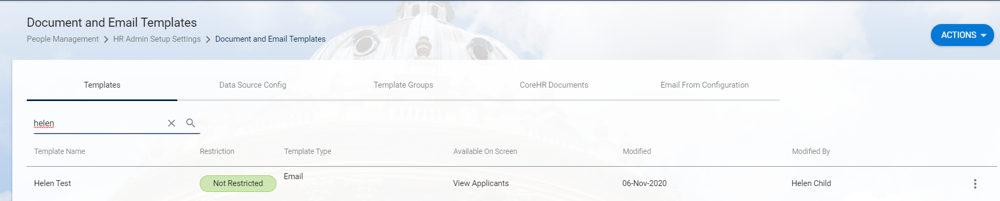 Document and Email Templates
People Management > HR Admin Setup Settings > Document and Email Templates
ACTIONS
Templates Data Source Config Template Groups CoreHR Documents Email From Configuration
helen
Template Name Restriction Template Type Available On Screen Modified Modified By
Helen Test Not Restricted Email View Applicants 06-Nov-2020 Helen Child